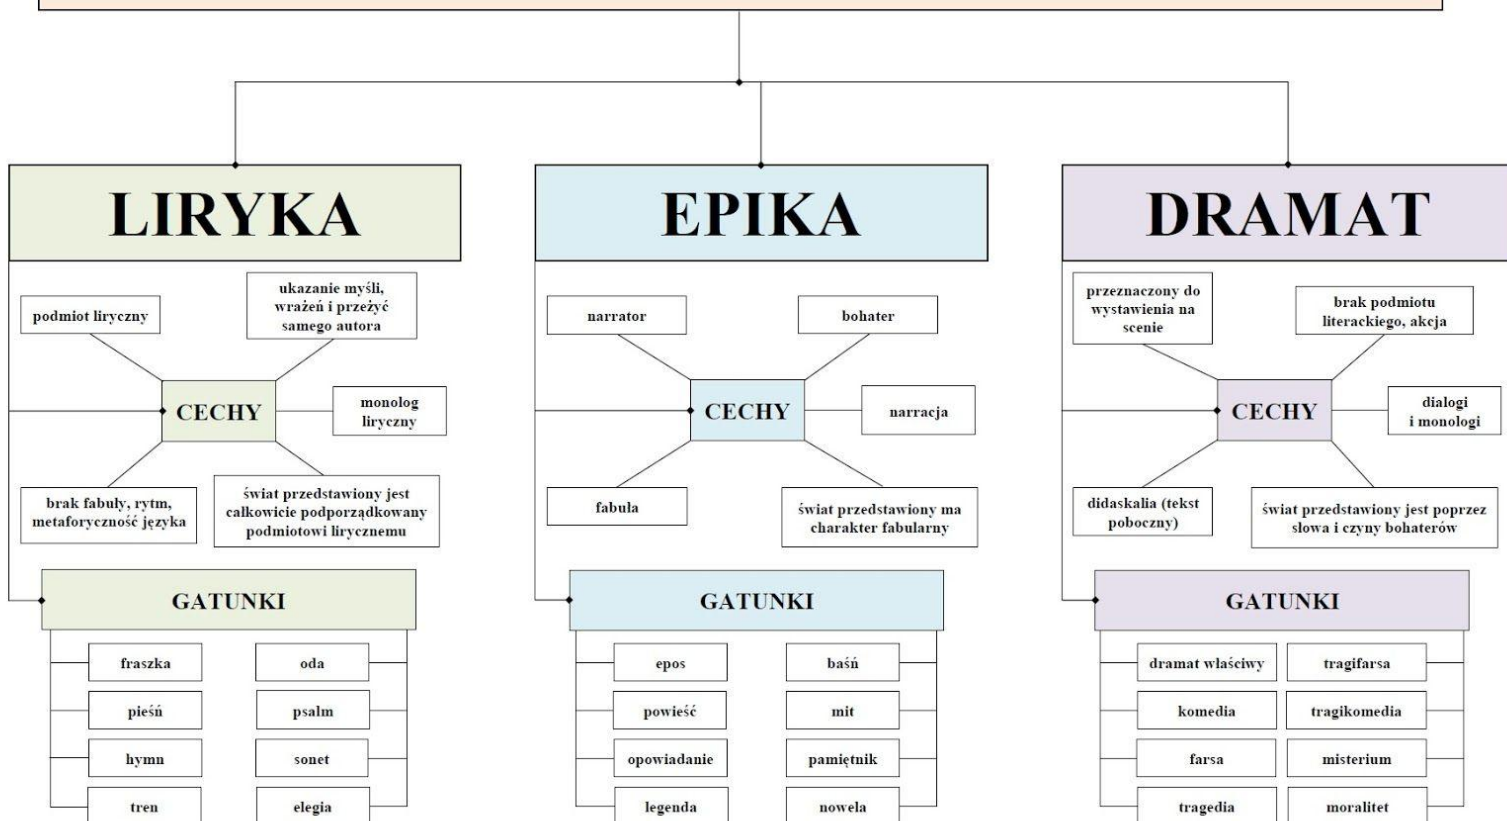 LIRYKA
EPIKA
DRAMAT
podmiot liryczny
ukazanie myśli,
wrażeń i przeżyć
samego autora
CECHY
monolog
liryczny
brak fabuły, rytm,
metaforyczność języka
świat przedstawiony jest
całkowicie podporządkowany
podmiotowi lirycznemu
narrator
bohater
CECHY
narracja
fabuła
świat przedstawiony ma
charakter fabularny
przeznaczony do
wystawienia na
scenie
brak podmiotu
literackiego, akcja
CECHY
dialogi
i monologi
didaskalia (tekst
poboczny)
świat przedstawiony jest poprzez
słowa i czyny bohaterów
GATUNKI
fraszka
oda
pieśń
psalm
hymn
sonet
tren
elegia
GATUNKI
epos
baśń
powieść
mit
opowiadanie
pamiętnik
legenda
nowela
GATUNKI
dramat właściwy
tragifarsa
komedia
tragikomedia
farsa
misterium
tragedia
moralitet